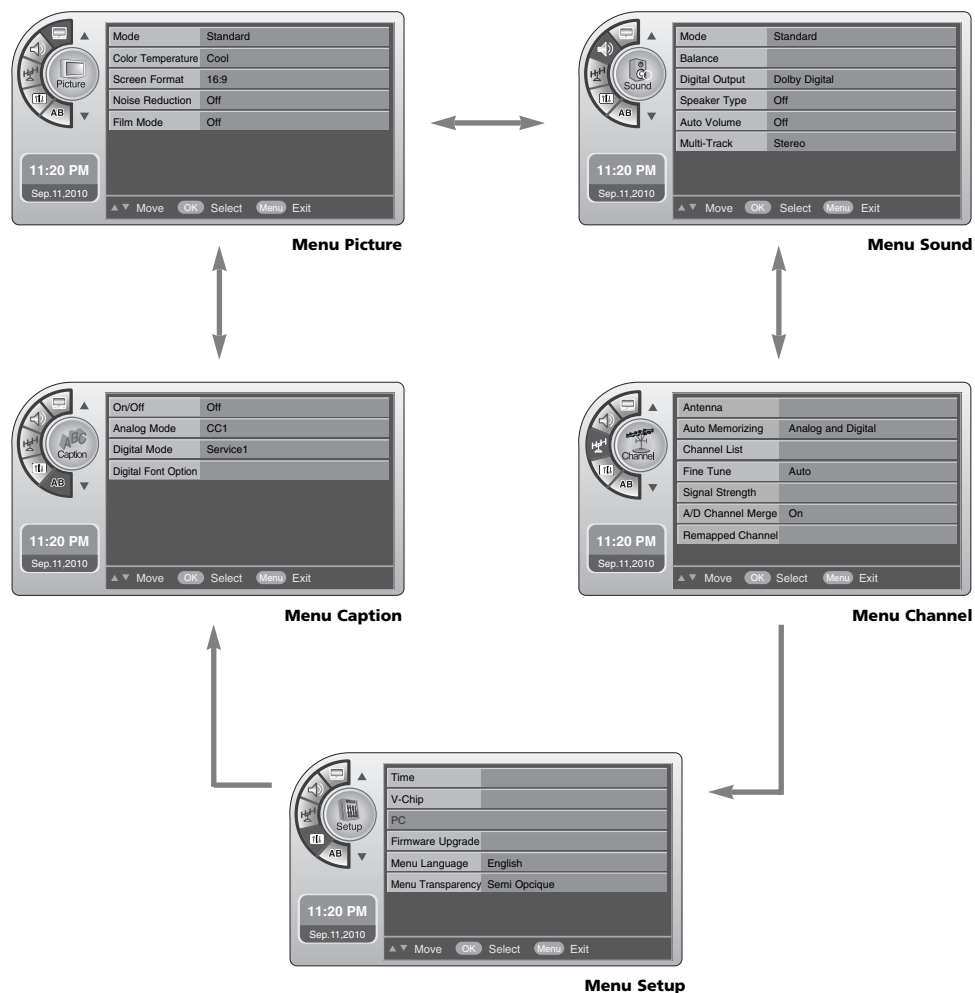 Mode Standard
Color Temperature Cool
Screen Format 16:9
Noise Reduction Off
Film Mode Off
Picture
AB
11:20 PM
Sep.11,2010
Move OK Select Menu Exit
Menu Picture
Mode Standard
Balance
Digital Output Dolby Digital
Speaker Type Off
Auto Volume Off
Multi-Track Stereo
Sound
AB
11:20 PM
Sep.11,2010
Move OK Select Menu Exit
Menu Sound
On/Off Off
Analog Mode CC1
Digital Mode Service1
Digital Font Option
ABC
Caption
AB
11:20 PM
Sep.11,2010
Move OK Select Menu Exit
Menu Caption
Antenna
Auto Memorizing Analog and Digital
Channel List
Fine Tune Auto
Signal Strength
A/D Channel Merge On
Remapped Channel
Channel
AB
11:20 PM
Sep.11,2010
Move OK Select Menu Exit
Menu Channel
Time
V-Chip
PC
Firmware Upgrade
Menu Language English
Menu Transparency Semi Opcique
Setup
AB
11:20 PM
Sep.11,2010
Move OK Select Menu Exit
Menu Setup